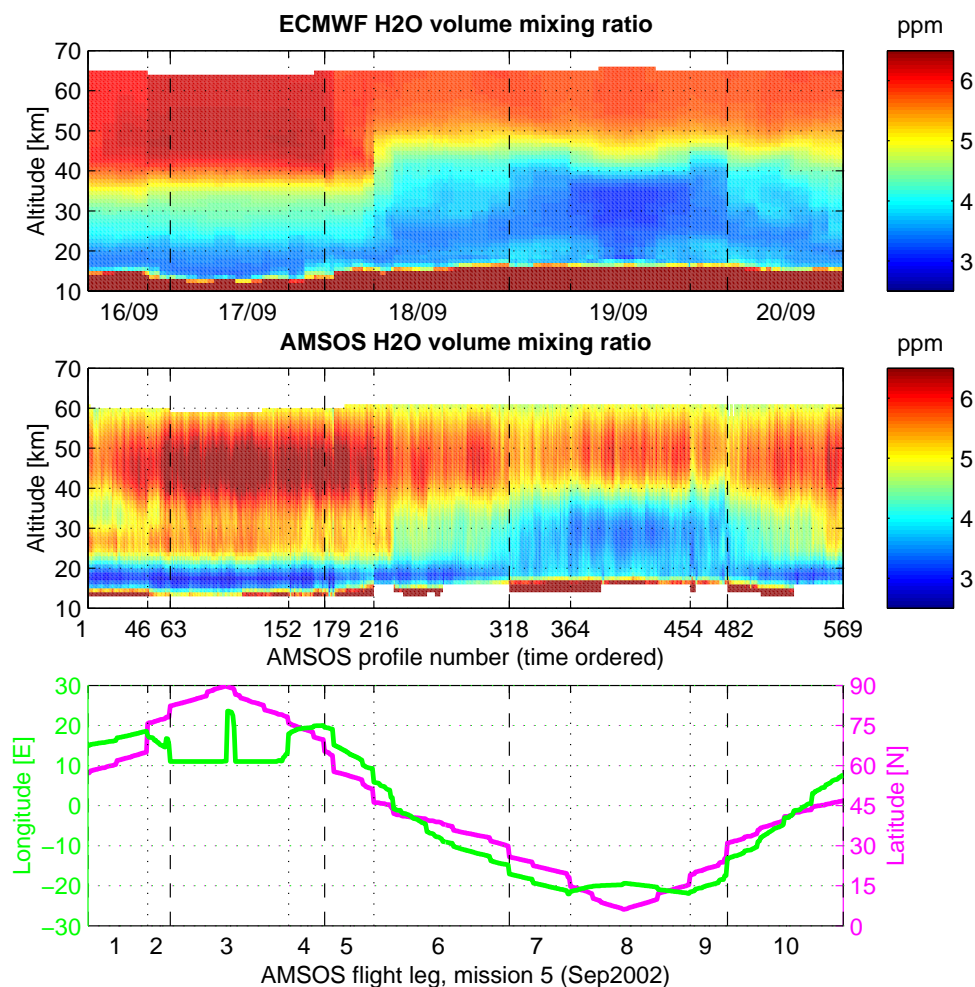 ECMWF H2O volume mixing ratio
ppm
70
60
50
40
30
20
10
Altitude [km]
16/09 17/09 18/09 19/09 20/09
6
5
4
3
AMSOS H2O volume mixing ratio
ppm
70
60
50
40
30
20
10
Altitude [km]
1 46 63 152 179 216 318 364 454 482 569
AMSOS profile number (time ordered)
6
5
4
3
30
20
10
0
−10
−20
−30
Longitude [E]
90
75
60
45
30
15
0
Latitude [N]
1 2 3 4 5 6 7 8 9 10
AMSOS flight leg, mission 5 (Sep2002)